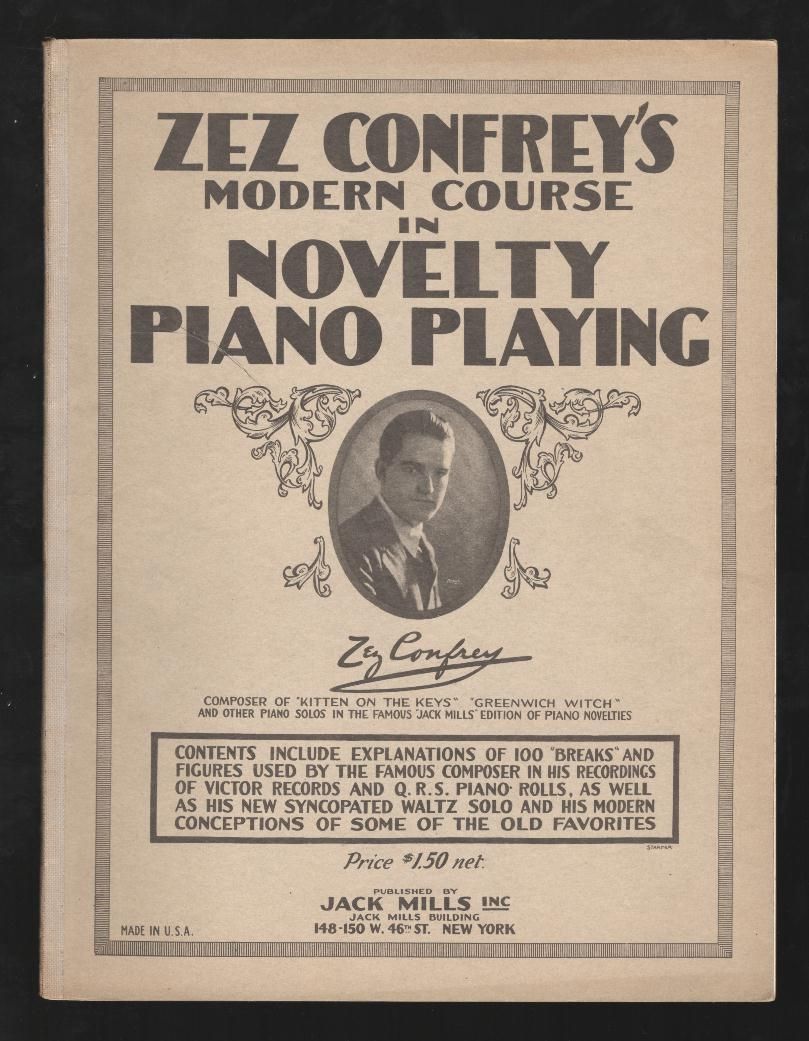 ZEZ CONFREY'S
MODERN COURSE
IN
NOVELTY
PIANO PLAYING
Zez Confrey
COMPOSER OF "KITTEN ON THE KEYS" "GREENWICH WITCH"
AND OTHER PIANO SOLOS IN THE FAMOUS "JACK MILLS" EDITION OF PIANO NOVELTIES
CONTENTS INCLUDE EXPLANATIONS OF 100 "BREAKS" AND
FIGURES USED BY THE FAMOUS COMPOSER IN HIS RECORDINGS
OF VICTOR RECORDS AND Q.R.S. PIANO ROLLS, AS WELL
AS HIS NEW SYNCOPATED WALTZ SOLO AND HIS MODERN
CONCEPTIONS OF SOME OF THE OLD FAVORITES
STARMER
Price $1.50 net.
PUBLISHED BY
JACK MILLS INC
JACK MILLS BUILDING
148-150 W. 46TH ST. NEW YORK
MADE IN U.S.A.